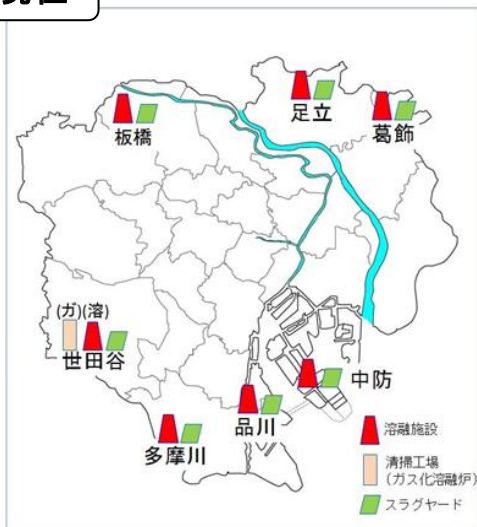 足立
葛飾
板橋
(ガ)(溶)
世田谷
中防
品川
多摩川
溶融施設
清掃工場
(ガス化溶融炉)
スラグヤード